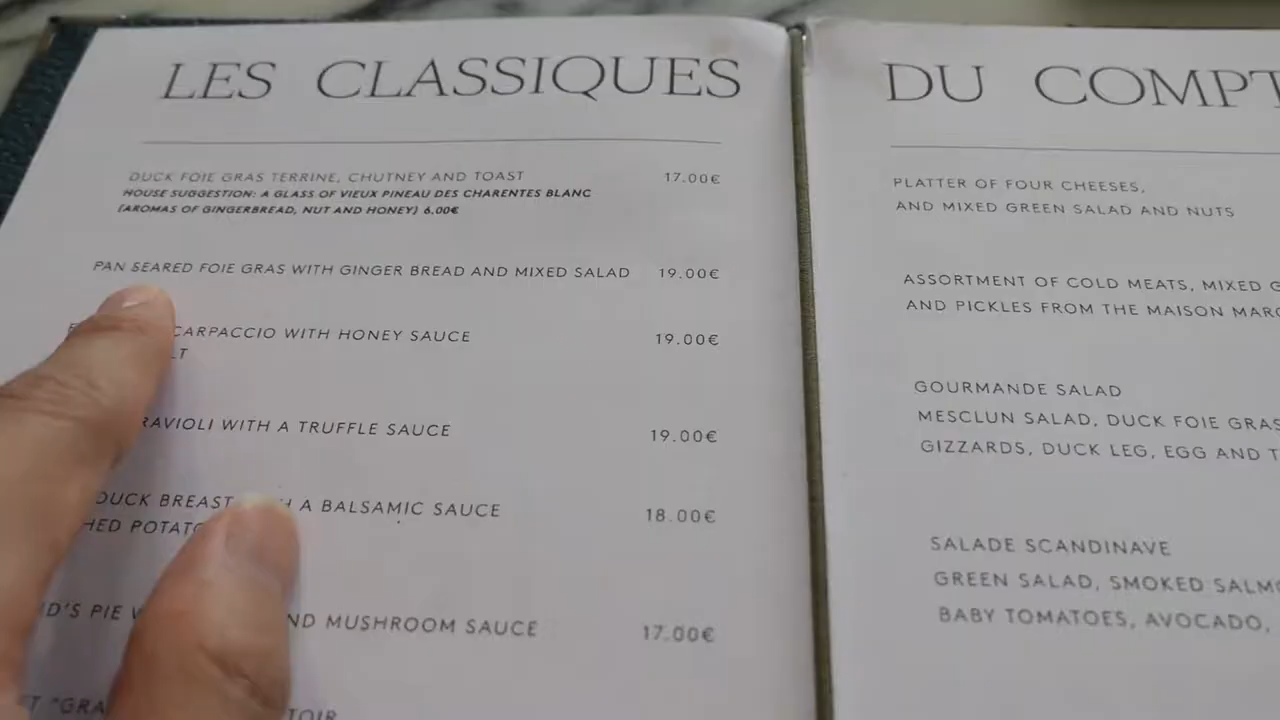 LES CLASSIQUES
DUCK FOIE GRAS TERRINE, CHUTNEY AND TOAST 17.00€
HOUSE SUGGESTION: A GLASS OF VIEUX PINEAU DES CHARENTES BLANC
(AROMAS OF GINGERBREAD, NUT AND HONEY) 6.00€
PAN SEARED FOIE GRAS WITH GINGER BREAD AND MIXED SALAD 19.00€
CARPACCIO WITH HONEY SAUCE 19.00€
RAVIOLI WITH A TRUFFLE SAUCE 19.00€
DUCK BREAST A BALSAMIC SAUCE 18.00€
MUSHROOM SAUCE 17.00€
DU
PLATTER OF FOUR CHEESES,
AND MIXED GREEN SALAD AND NUTS
ASSORTMENT OF COLD MEATS, MIXED
AND PICKLES FROM THE MAISON
GOURMANDE SALAD
MESCLUN SALAD, DUCK FOIE GRAS
GIZZARDS, DUCK LEG, EGG AND
SALADE SCANDINAVE
GREEN SALAD, SMOKED
BABY TOMATOES, AVOCADO,